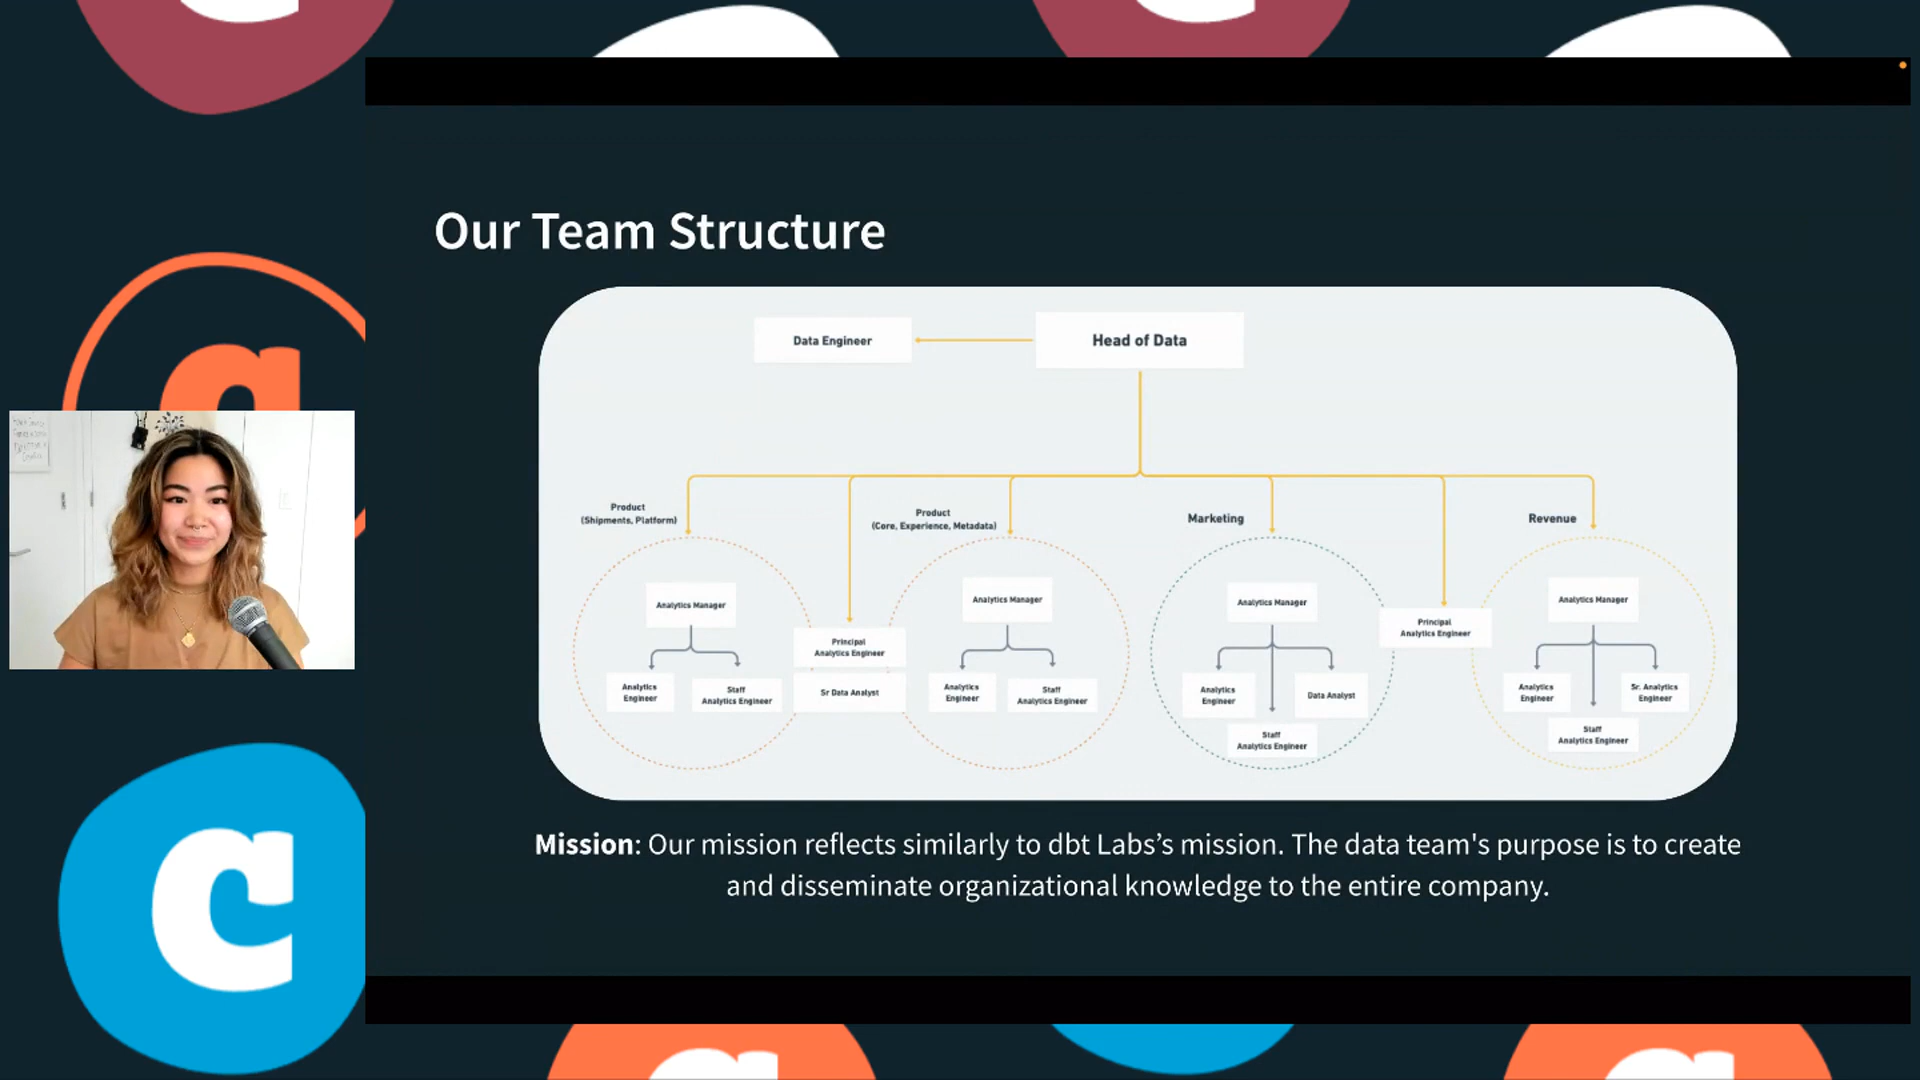 Our Team Structure
Data Engineer
Head of Data
Product
(Shipments, Platform)
Product
(Core, Experience, Metadata)
Marketing
Revenue
Analytics Manager
Analytics
Engineer
Staff
Analytics Engineer
Principal
Analytics Engineer
Sr Data Analyst
Analytics Manager
Analytics
Engineer
Staff
Analytics Engineer
Analytics Manager
Analytics
Engineer
Data Analyst
Staff
Analytics Engineer
Principal
Analytics Engineer
Analytics Manager
Analytics
Engineer
Sr. Analytics
Engineer
Staff
Analytics Engineer
Mission: Our mission reflects similarly to dbt Labs’s mission. The data team's purpose is to create
and disseminate organizational knowledge to the entire company.
c